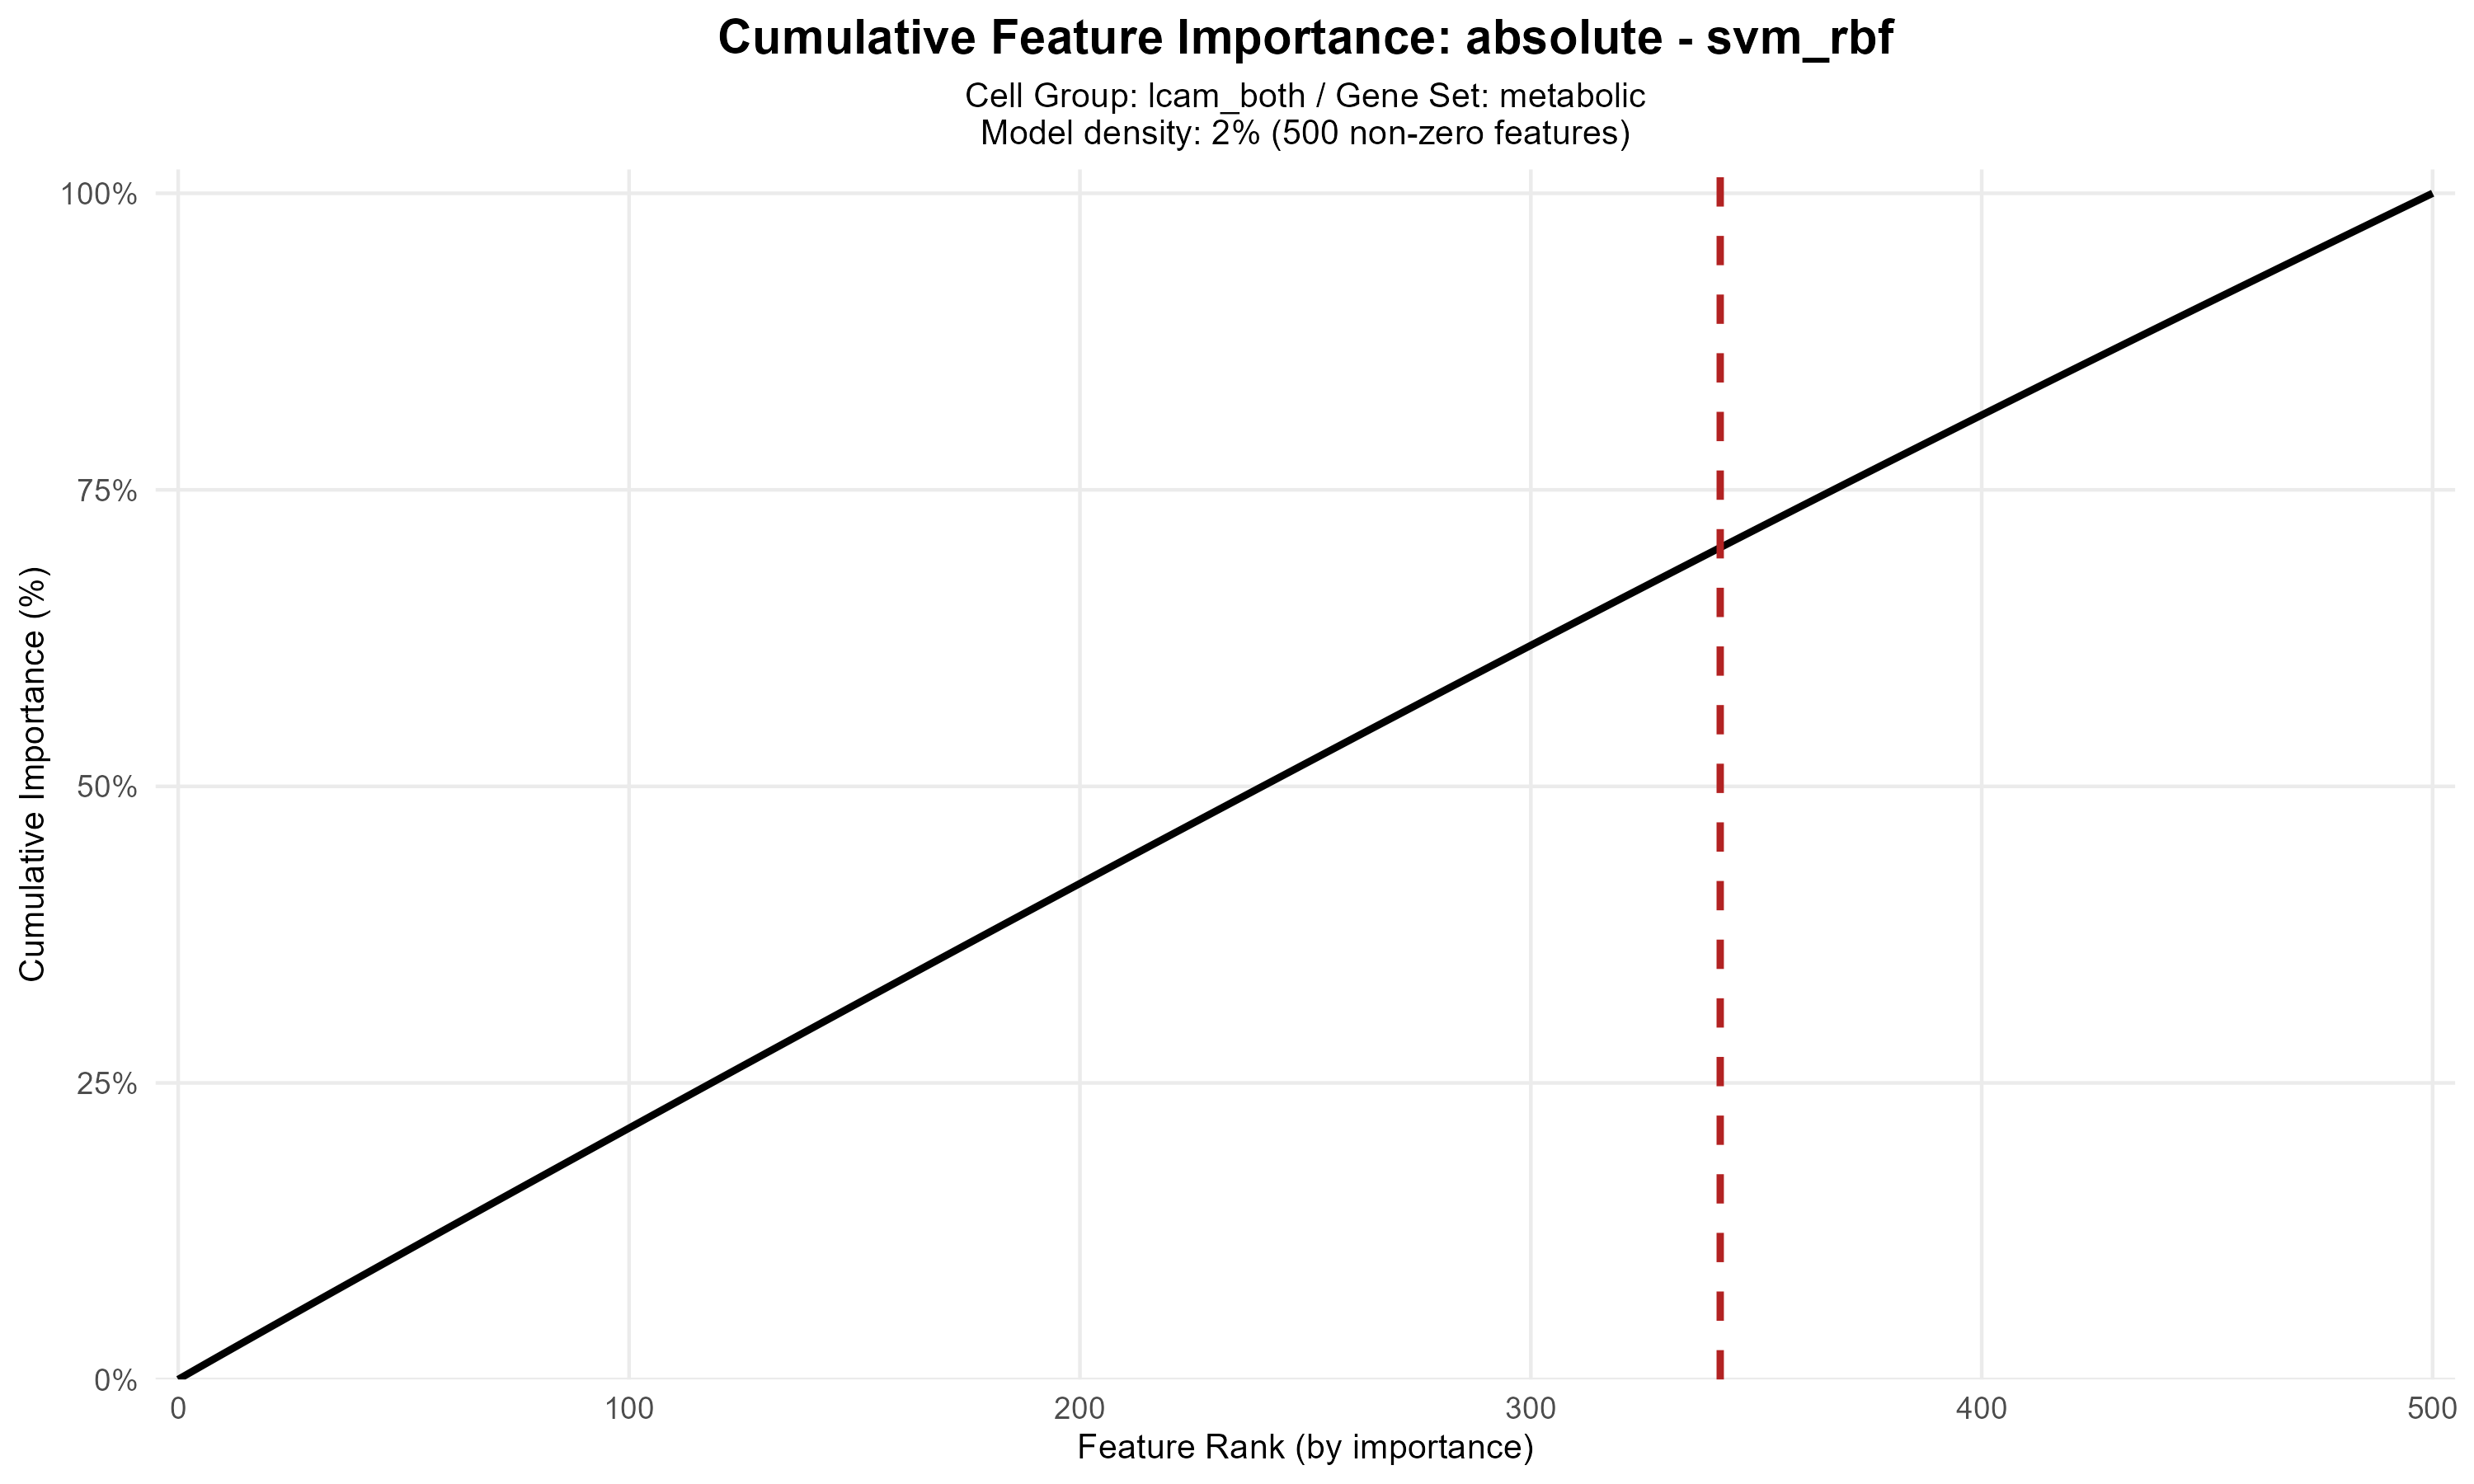 Cumulative Feature Importance: absolute - svm_rbf
Cell Group: lcam_both / Gene Set: metabolic
Model density: 2% (500 non-zero features)
100%
75%
50%
25%
0%
Cumulative Importance (%)
0 100 200 300 400 500
Feature Rank (by importance)